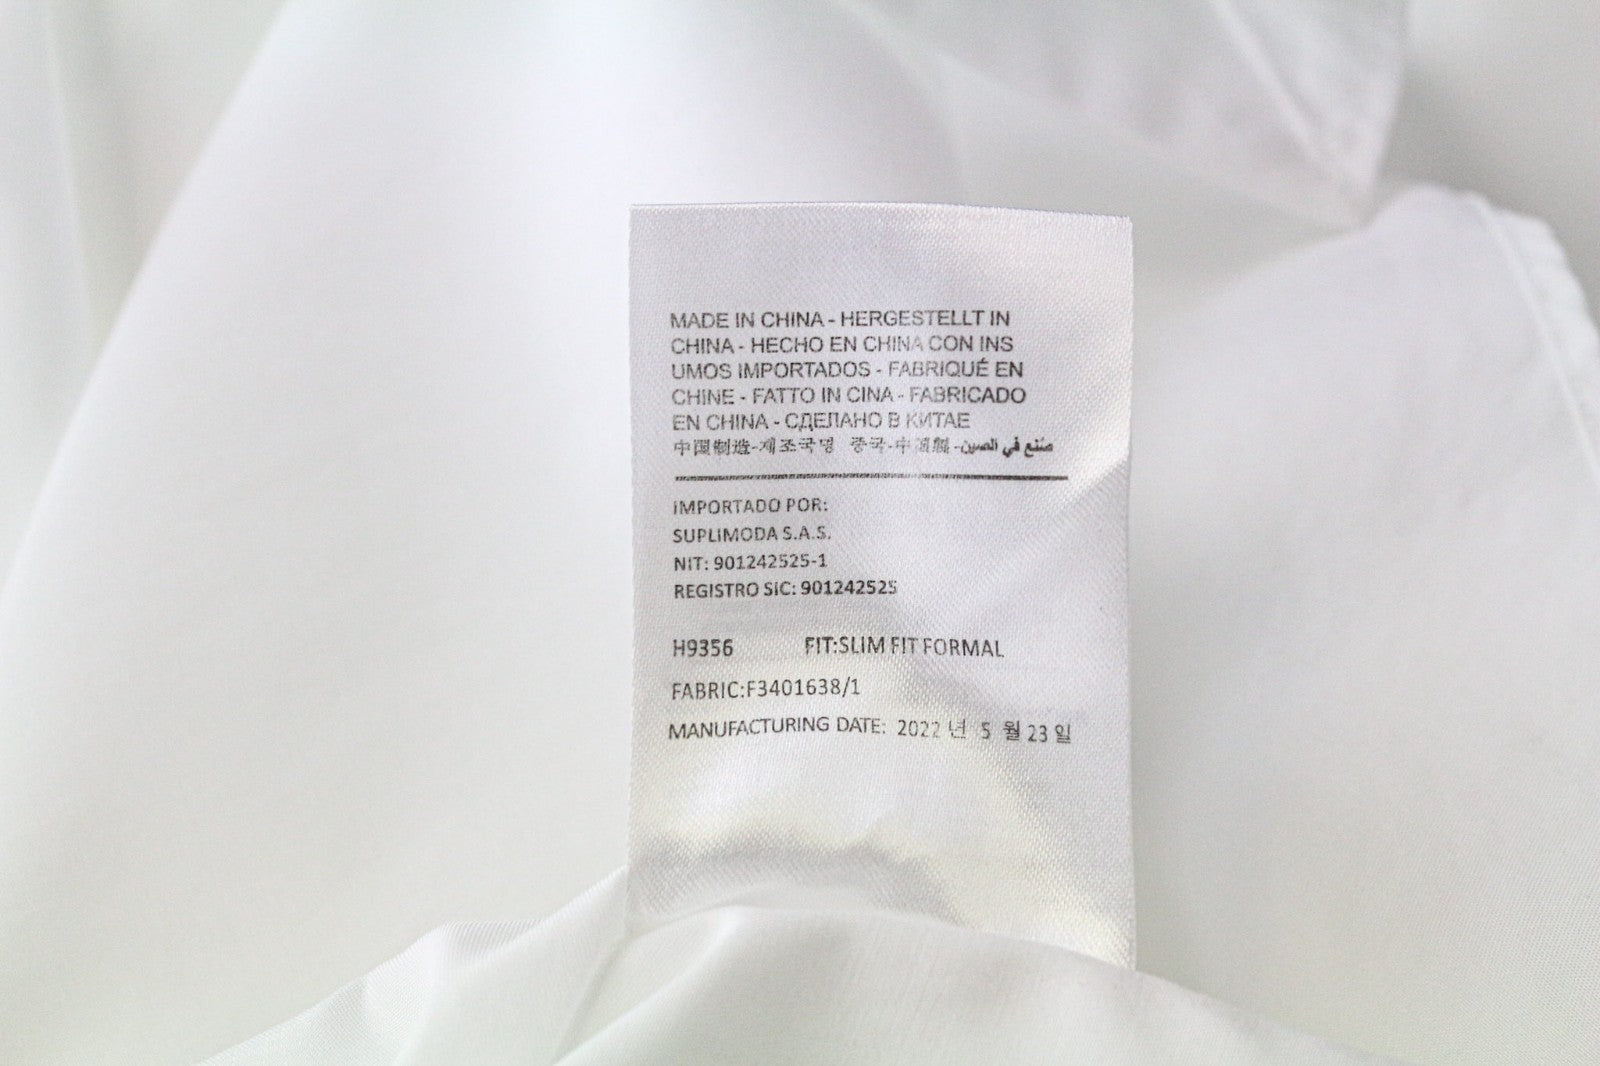 MADE IN CHINA - HERGESTELLT IN
CHINA - HECHO EN CHINA CON INS
UMOS IMPORTADOS - FABRIQUÉ EN
CHINE - FATTO IN CINA - FABRICADO
EN CHINA - СДЕЛАНО В КИТАЕ
中国制造-제조국명 중국-中国製-صنع في الصين
IMPORTADO POR:
SUPLIMODA S.A.S.
NIT: 901242525-1
REGISTRO SIC: 901242525
H9356 FIT:SLIM FIT FORMAL
FABRIC:F3401638/1
MANUFACTURING DATE: 2022 년 5 월 23 일